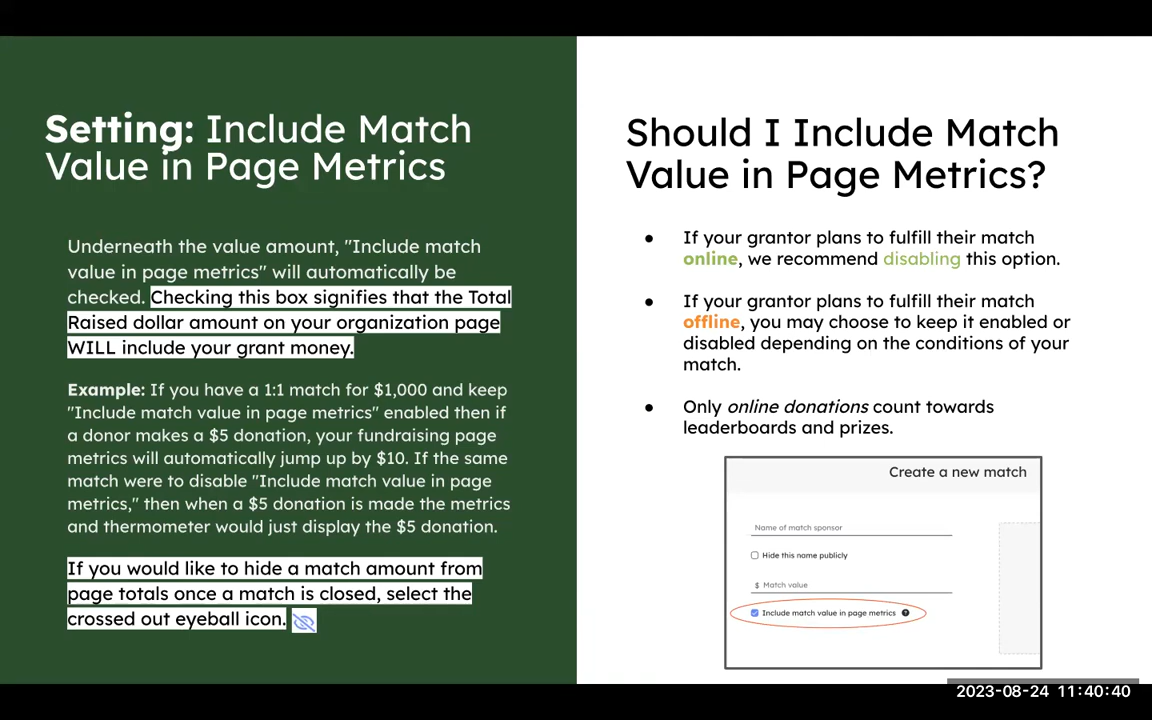 Setting: Include Match
Value in Page Metrics
Underneath the value amount, "Include match
value in page metrics" will automatically be
checked. Checking this box signifies that the Total
Raised dollar amount on your organization page
WILL include your grant money.
Example: If you have a 1:1 match for $1,000 and keep
"Include match value in page metrics" enabled then if
a donor makes a $5 donation, your fundraising page
metrics will automatically jump up by $10. If the same
match were to disable "Include match value in page
metrics," then when a $5 donation is made the metrics
and thermometer would just display the $5 donation.
If you would like to hide a match amount from
page totals once a match is closed, select the
crossed out eyeball icon.
Should I Include Match
Value in Page Metrics?
● If your grantor plans to fulfill their match
online, we recommend disabling this option.
● If your grantor plans to fulfill their match
offline, you may choose to keep it enabled or
disabled depending on the conditions of your
match.
● Only online donations count towards
leaderboards and prizes.
Create a new match
Name of match sponsor
Hide this name publicly
$ Match value
Include match value in page metrics ?
2023-08-24 11:40:40